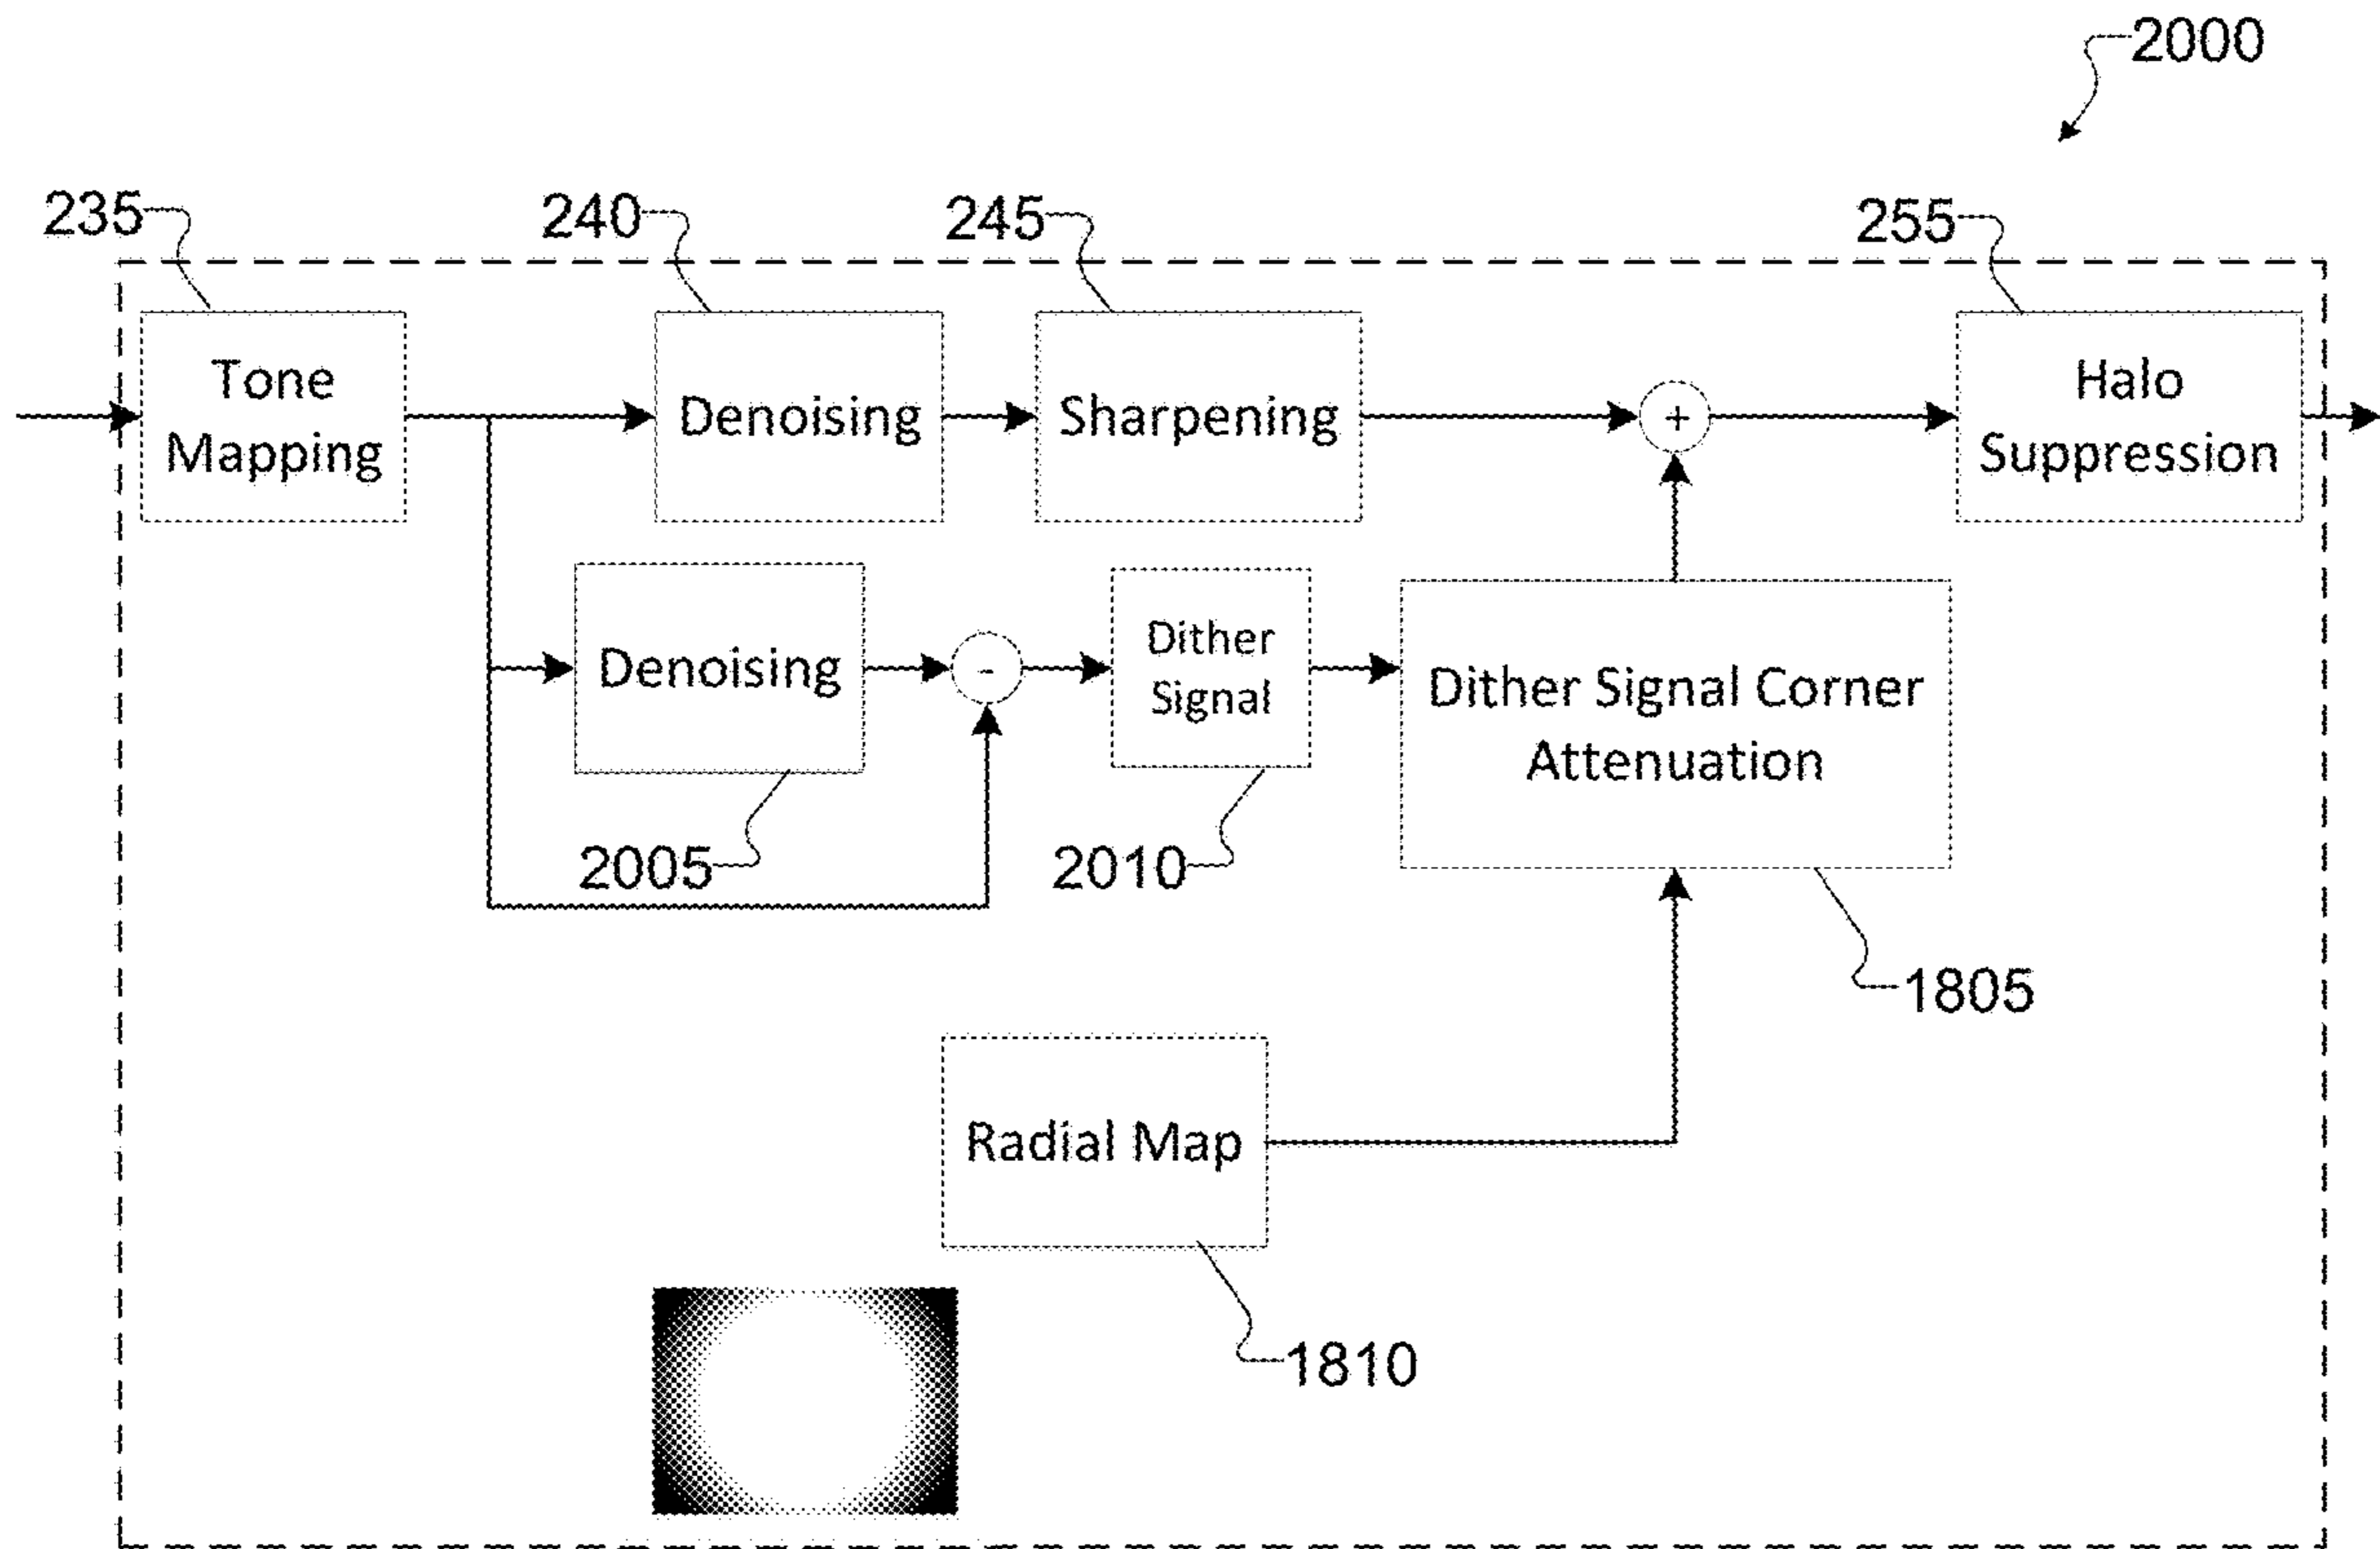 2000
235
240
245
255
Tone
Mapping
Denoising
Sharpening
+
Halo
Suppression
Denoising
-
Dither
Signal
Dither Signal Corner
Attenuation
2005
2010
1805
Radial Map
1810